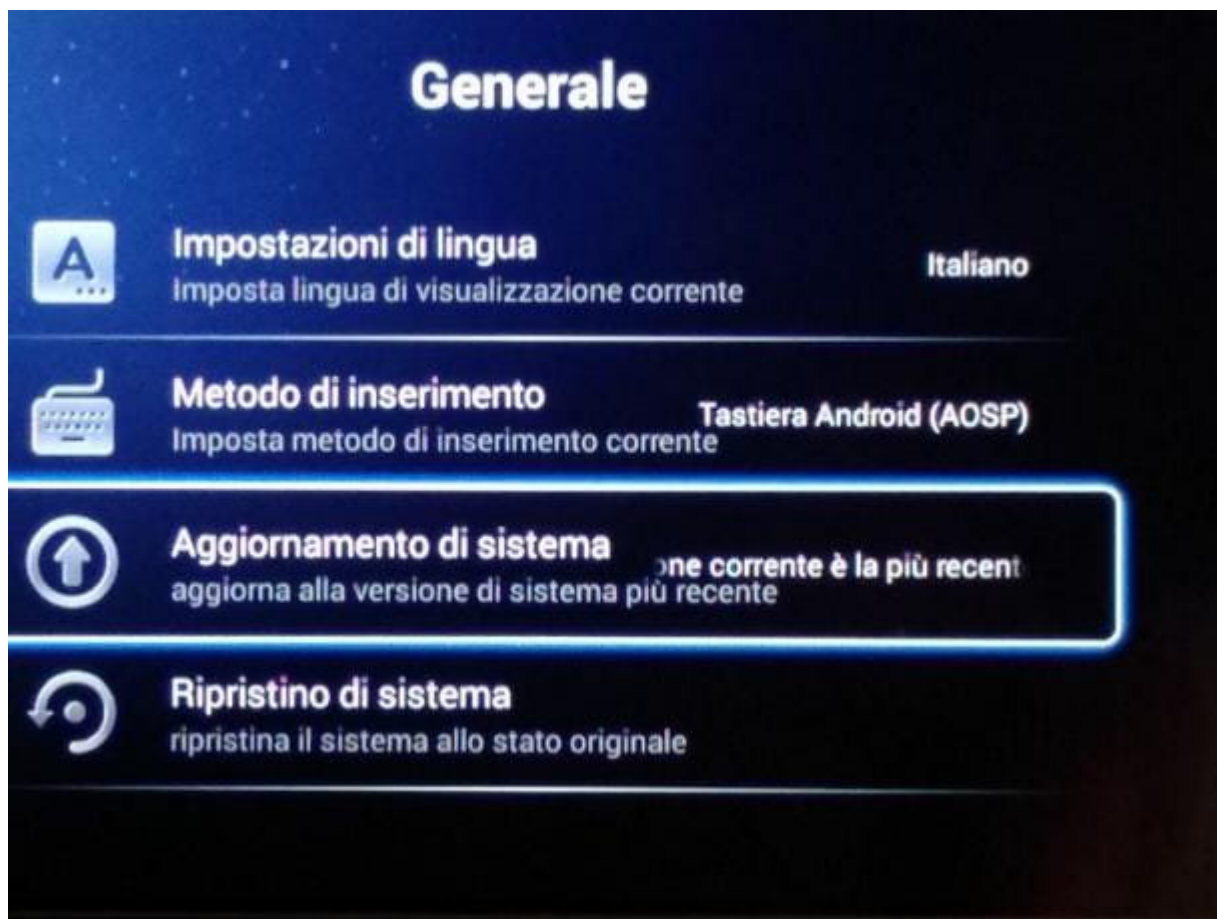 Generale
Impostazioni di lingua
Italiano
Imposta lingua di visualizzazione corrente
Metodo di inserimento
Tastiera Android (AOSP)
Imposta metodo di inserimento corrente
Aggiornamento di sistema
one corrente è la più recent
aggiorna alla versione di sistema più recente
Ripristino di sistema
ripristina il sistema allo stato originale